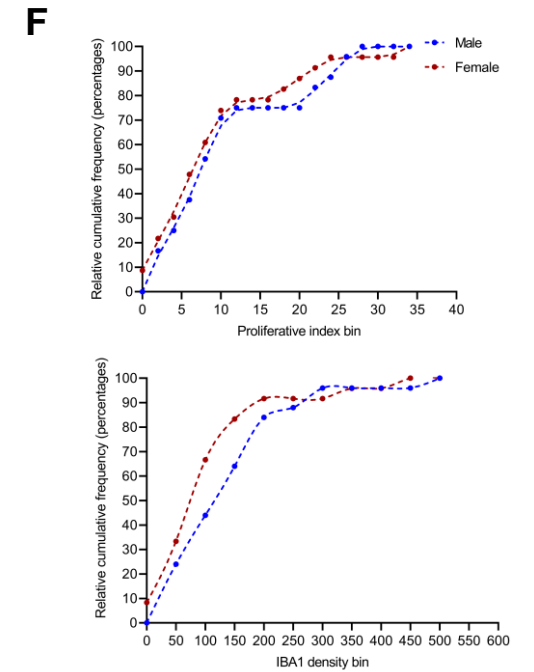 F
Male
Female
Relative cumulative frequency (percentages)
100
90
80
70
60
50
40
30
20
10
0
0 5 10 15 20 25 30 35 40
Proliferative index bin
Relative cumulative frequency (percentages)
100
90
80
70
60
50
40
30
20
10
0
0 50 100 150 200 250 300 350 400 450 500 550 600
IBA1 density bin